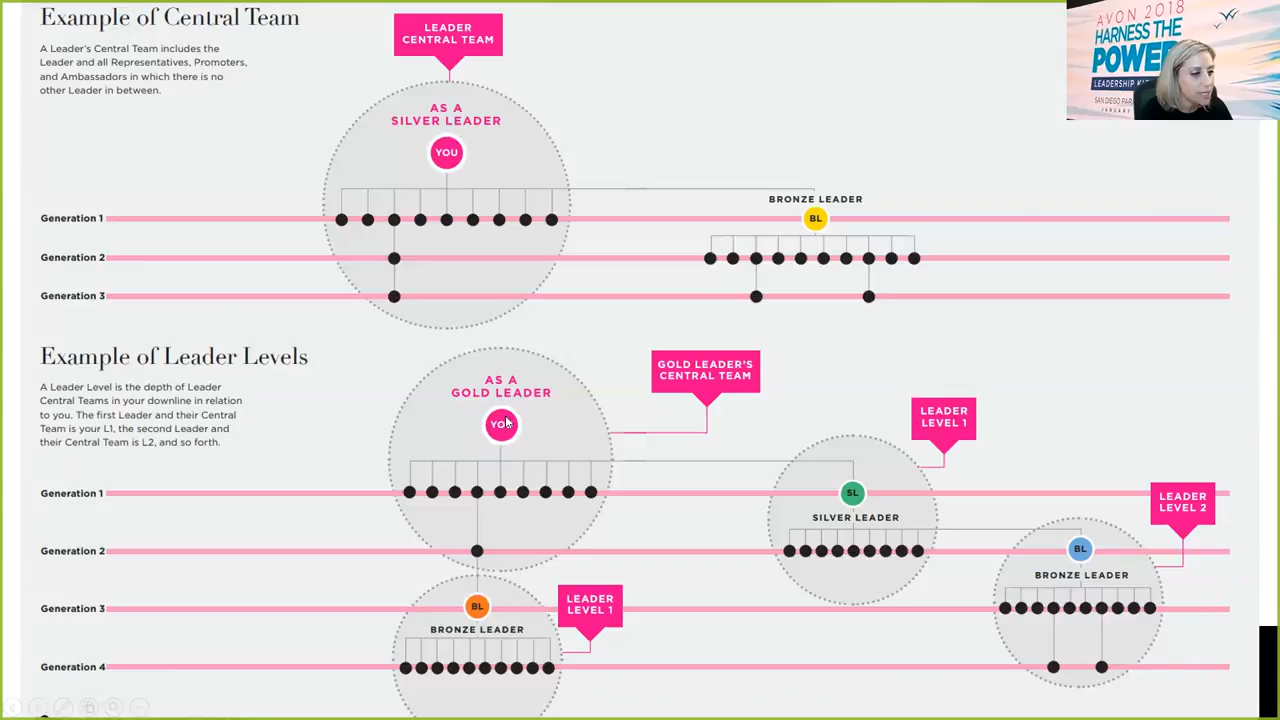 Example of Central Team
A Leader's Central Team includes the
Leader and all Representatives, Promoters,
and Ambassadors in which there is no
other Leader in between.
LEADER
CENTRAL TEAM
AS A
SILVER LEADER
YOU
BRONZE LEADER
Generation 1
BL
Generation 2
Generation 3
Example of Leader Levels
A Leader Level is the depth of Leader
Central Teams in your downline in relation
to you. The first Leader and their Central
Team is your L1, the second Leader and
their Central Team is L2, and so forth.
AS A
GOLD LEADER
YOU
GOLD LEADER'S
CENTRAL TEAM
LEADER
LEVEL 1
Generation 1
SL
SILVER LEADER
LEADER
LEVEL 2
Generation 2
BL
BRONZE LEADER
Generation 3
BL
BRONZE LEADER
LEADER
LEVEL 1
Generation 4
AVON 2018
HARNESS THE
POWER
LEADERSHIP
SAN DIEGO
JANUARY